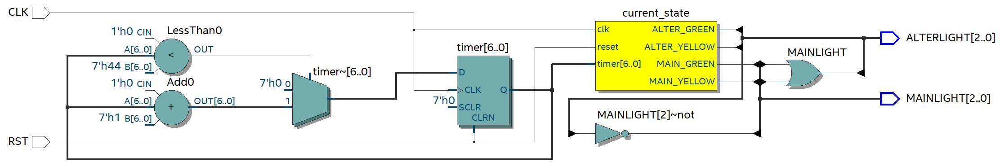 CLK
1'h0 CIN
LessThan0
A[6..0]
OUT
<
7'h44 B[6..0]
1'h0 CIN
Add0
A[6..0]
OUT[6..0]
+
7'h1 B[6..0]
RST
timer~[6..0]
7'h0 0
1
timer[6..0]
D
CLK
Q
7'h0 SCLR
CLRN
current_state
clk
ALTER_GREEN
reset
ALTER_YELLOW
timer[6..0]
MAIN_GREEN
MAIN_YELLOW
MAINLIGHT
MAINLIGHT[2]~not
ALTERLIGHT[2..0]
MAINLIGHT[2..0]